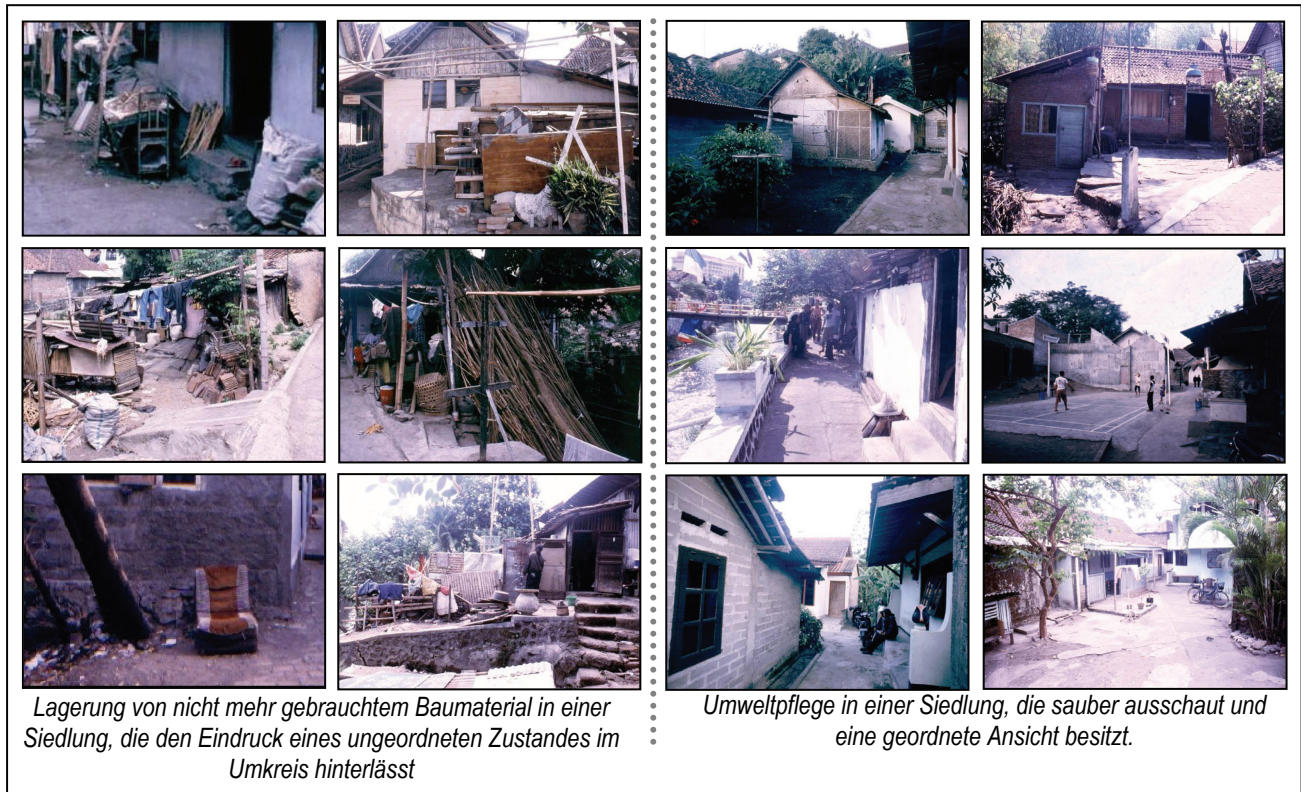 Lagerung von nicht mehr gebrauchtem Baumaterial in einer
Siedlung, die den Eindruck eines ungeordneten Zustandes im
Umkreis hinterlässt
Umweltpflege in einer Siedlung, die sauber ausschaut und
eine geordnete Ansicht besitzt.